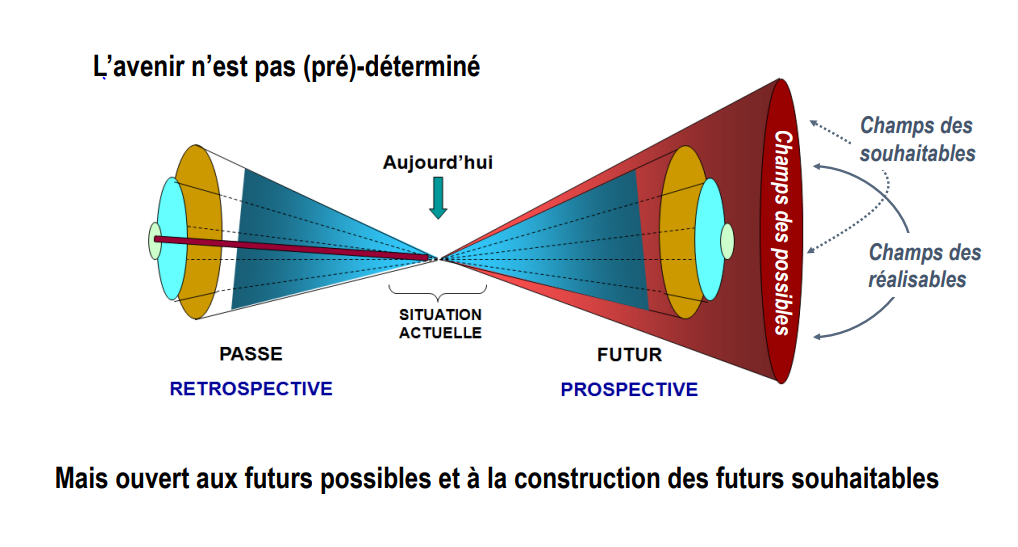 L’avenir n’est pas (pré)-déterminé
Aujourd’hui
Champs des
souhaitables
Champs des possibles
Champs des
réalisables
SITUATION
ACTUELLE
PASSE
FUTUR
RETROSPECTIVE
PROSPECTIVE
Mais ouvert aux futurs possibles et à la construction des futurs souhaitables